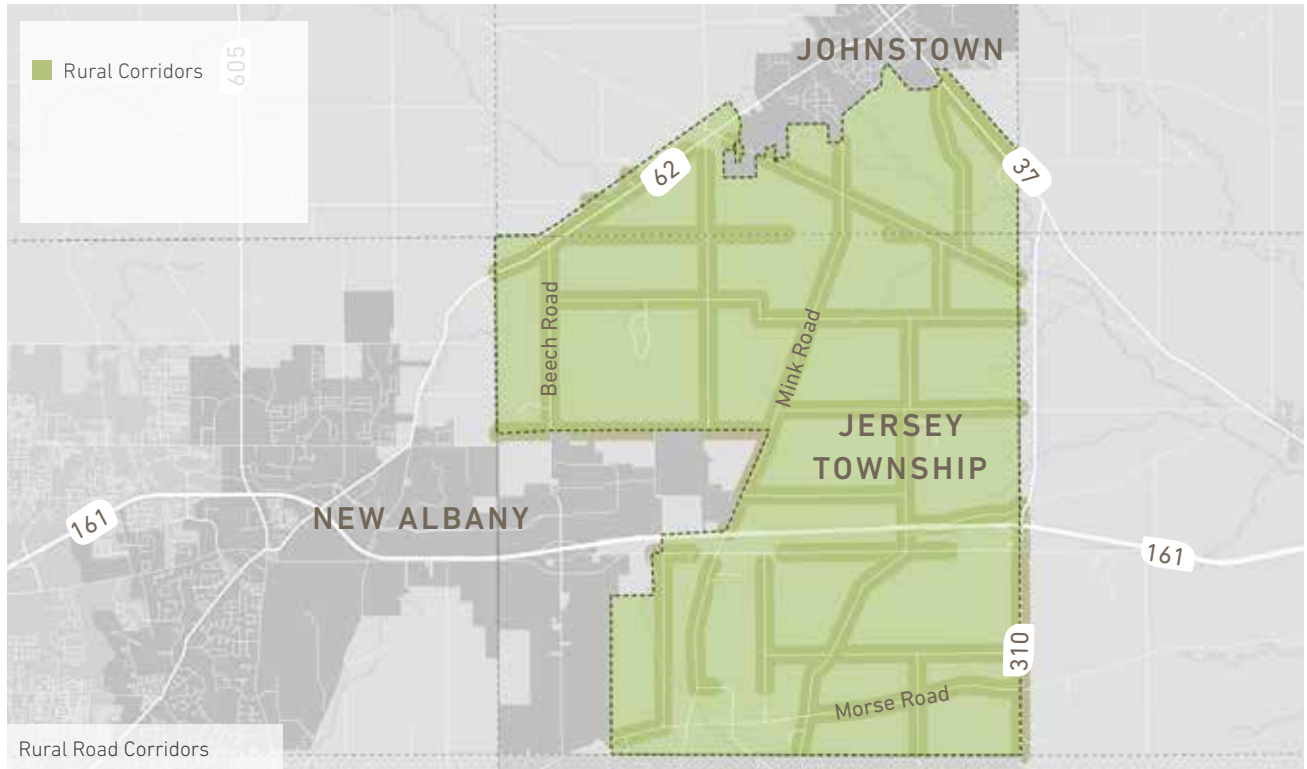 JOHNSTOWN
605
Rural Corridors
62
37
Beech Road
Mink Road
JERSEY
TOWNSHIP
NEW ALBANY
161
161
310
Morse Road
Rural Road Corridors